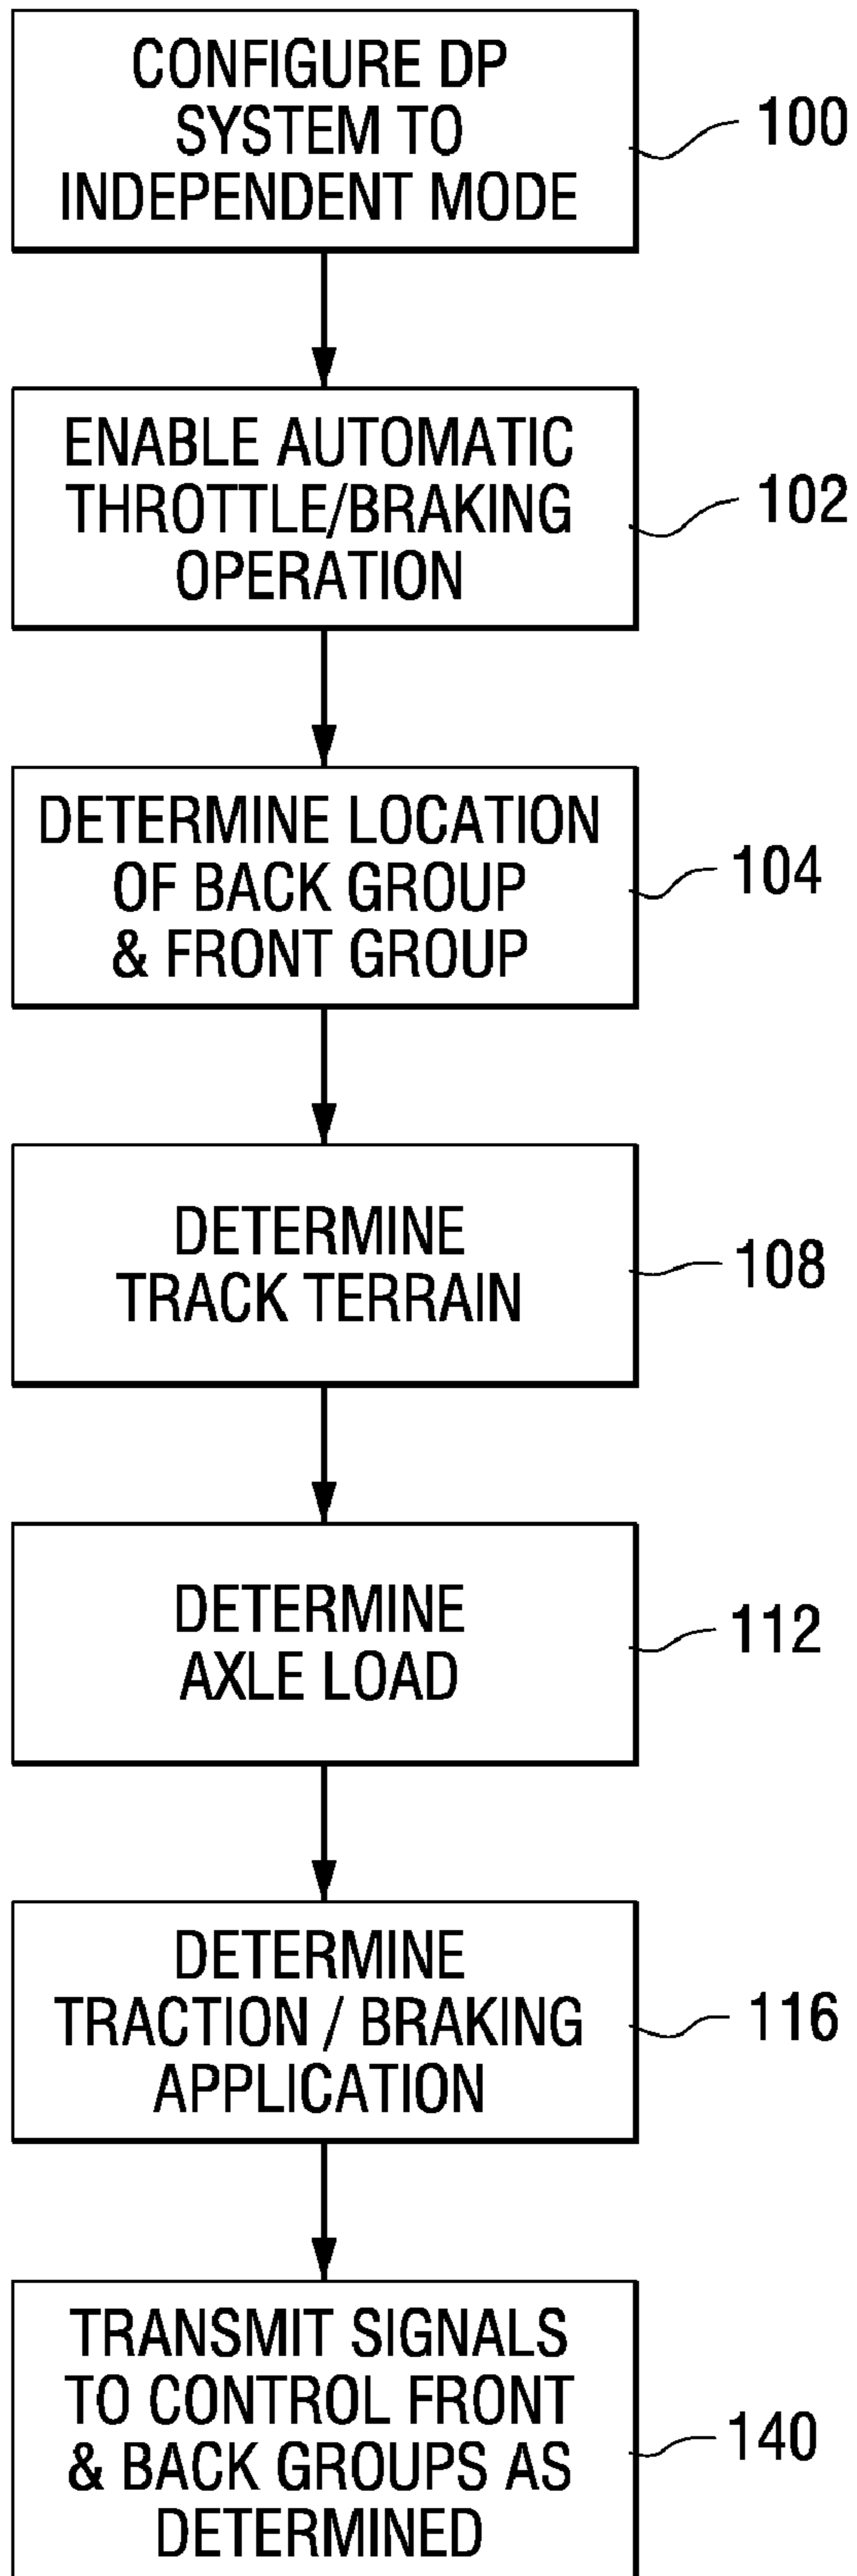 CONFIGURE DP
SYSTEM TO
INDEPENDENT MODE
100
ENABLE AUTOMATIC
THROTTLE/BRAKING
OPERATION
102
DETERMINE LOCATION
OF BACK GROUP
& FRONT GROUP
104
DETERMINE
TRACK TERRAIN
108
DETERMINE
AXLE LOAD
112
DETERMINE
TRACTION / BRAKING
APPLICATION
116
TRANSMIT SIGNALS
TO CONTROL FRONT
& BACK GROUPS AS
DETERMINED
140